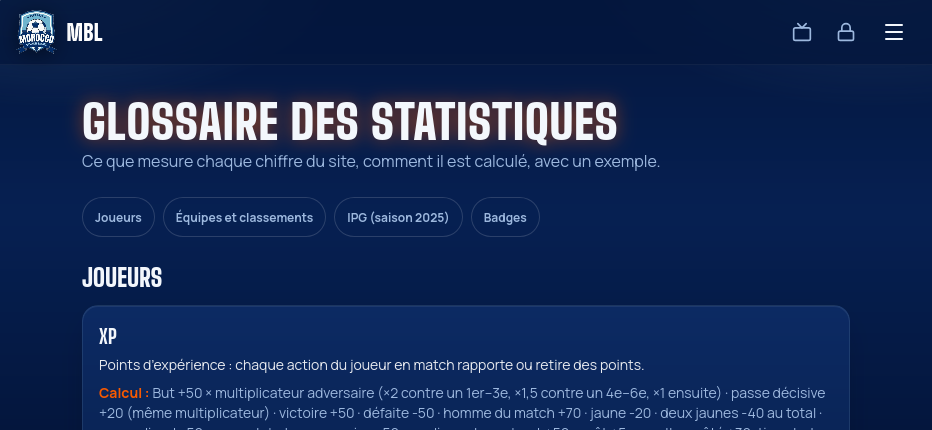 MOROCCO
MBL
GLOSSAIRE DES STATISTIQUES
Ce que mesure chaque chiffre du site, comment il est calculé, avec un exemple.
Joueurs
Équipes et classements
IPG (saison 2025)
Badges
JOUEURS
XP
Points d'expérience : chaque action du joueur en match rapporte ou retire des points.
Calcul : But +50 × multiplicateur adversaire (×2 contre un 1er–3e, ×1,5 contre un 4e–6e, ×1 ensuite) · passe décisive
+20 (même multiplicateur) · victoire +50 · défaite -50 · homme du match +70 · jaune -20 · deux jaunes -40 au total ·